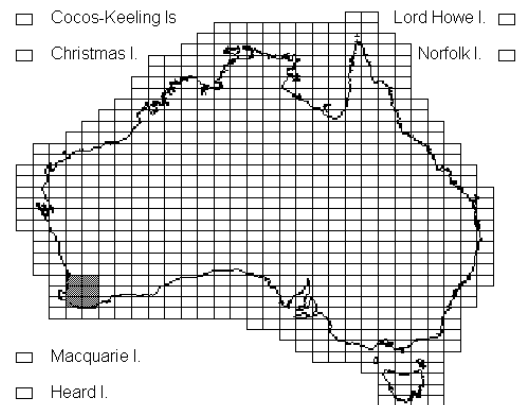 Cocos-Keeling Is
Lord Howe I.
Christmas I.
Norfolk I.
Macquarie I.
Heard I.